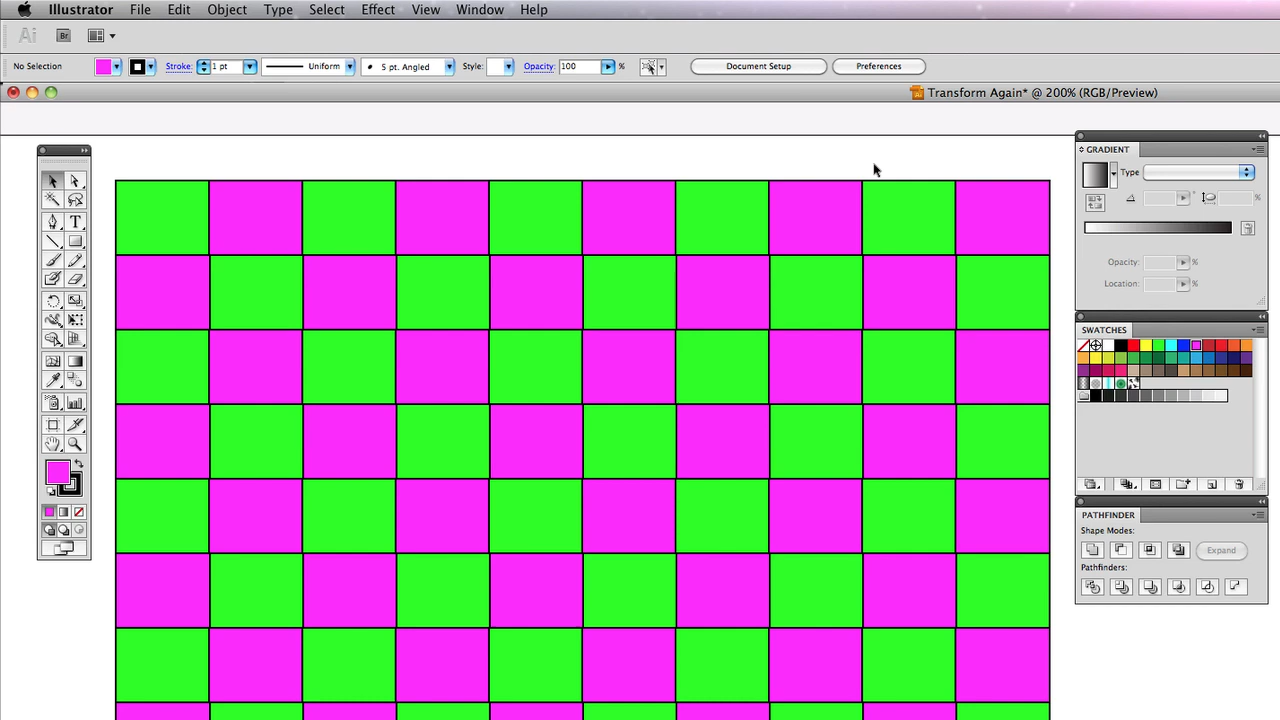 Illustrator File Edit Object Type Select Effect View Window Help
Ai Br
No Selection Stroke: 1 pt Uniform 5 pt. Angled Style: Opacity: 100 % Document Setup Preferences
Transform Again* @ 200% (RGB/Preview)
GRADIENT
Type
°
%
T
Opacity: %
Location: %
SWATCHES
PATHFINDER
Shape Modes:
Expand
Pathfinders: